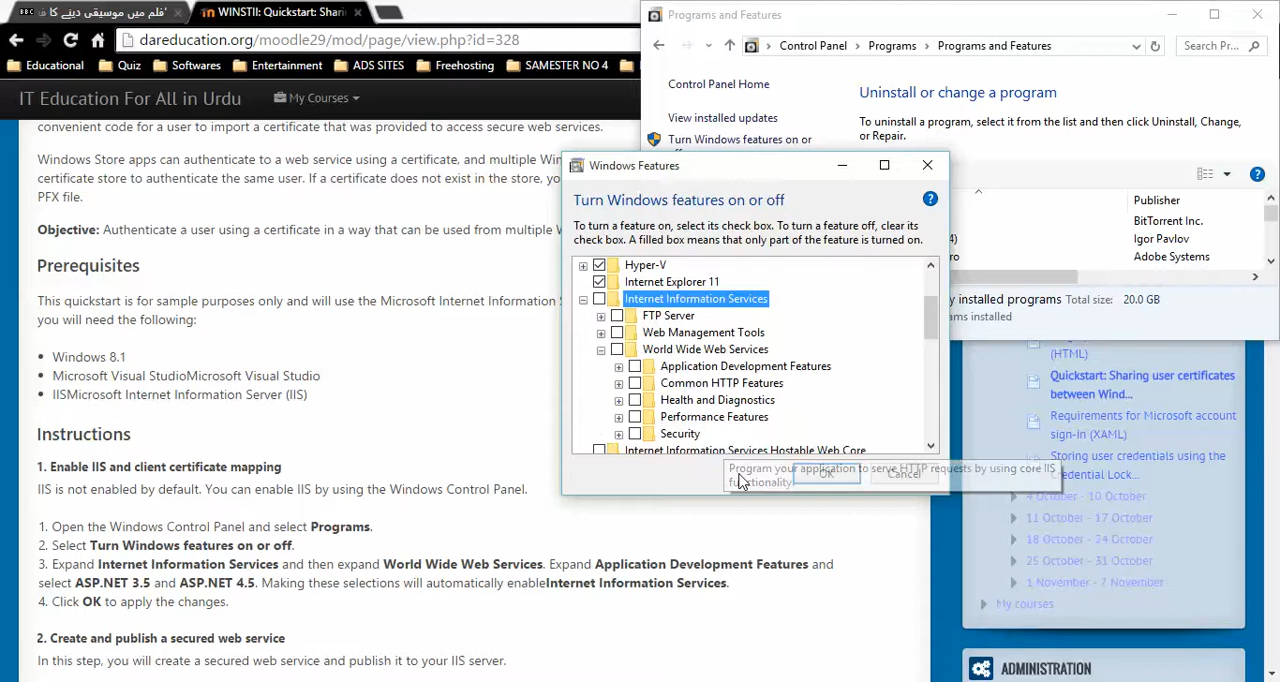 'فلم میں موسیقی دینے کا ف
WINSTII: Quickstart: Shari
dareducation.org/moodle29/mod/page/view.php?id=328
Educational Quiz Softwares Entertainment ADS SITES Freehosting SAMESTER NO 4
IT Education For All in Urdu My Courses
convenient code for a user to import a certificate that was provided to access secure web services.
Windows Store apps can authenticate to a web service using a certificate, and multiple Win
certificate store to authenticate the same user. If a certificate does not exist in the store, yo
PFX file.
Objective: Authenticate a user using a certificate in a way that can be used from multiple W
Prerequisites
This quickstart is for sample purposes only and will use the Microsoft Internet Information S
you will need the following:
Windows 8.1
Microsoft Visual StudioMicrosoft Visual Studio
IISMicrosoft Internet Information Server (IIS)
Instructions
1. Enable IIS and client certificate mapping
IIS is not enabled by default. You can enable IIS by using the Windows Control Panel.
1. Open the Windows Control Panel and select Programs.
2. Select Turn Windows features on or off.
3. Expand Internet Information Services and then expand World Wide Web Services. Expand Application Development Features and
select ASP.NET 3.5 and ASP.NET 4.5. Making these selections will automatically enableInternet Information Services.
4. Click OK to apply the changes.
2. Create and publish a secured web service
In this step, you will create a secured web service and publish it to your IIS server.
Programs and Features
Control Panel Programs Programs and Features Search Pr...
Control Panel Home
View installed updates
Turn Windows features on or
Uninstall or change a program
To uninstall a program, select it from the list and then click Uninstall, Change,
or Repair.
Publisher
BitTorrent Inc.
4) Igor Pavlov
ro Adobe Systems
y installed programs Total size: 20.0 GB
ams installed
Windows Features
Turn Windows features on or off
To turn a feature on, select its check box. To turn a feature off, clear its
check box. A filled box means that only part of the feature is turned on.
Hyper-V
Internet Explorer 11
Internet Information Services
FTP Server
Web Management Tools
World Wide Web Services
Application Development Features
Common HTTP Features
Health and Diagnostics
Performance Features
Security
Internet Information Services Hostable Web Core
Program your application to serve HTTP requests by using core IIS
functionality.
OK Cancel
(HTML)
Quickstart: Sharing user certificates
between Wind...
Requirements for Microsoft account
sign-in (XAML)
Storing user credentials using the
Credential Lock...
4 October - 10 October
11 October - 17 October
18 October - 24 October
25 October - 31 October
1 November - 7 November
My courses
ADMINISTRATION